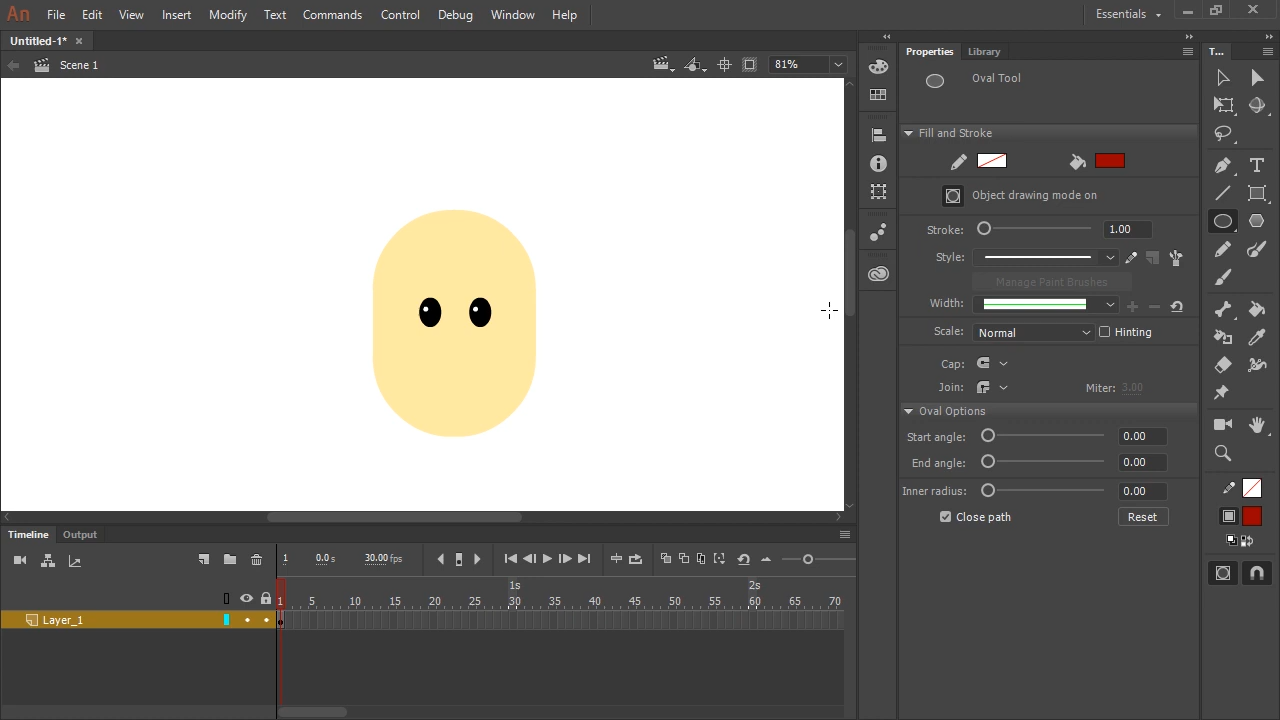 An File Edit View Insert Modify Text Commands Control Debug Window Help Essentials
Untitled-1*
Scene 1 81%
Properties Library T...
Oval Tool
Fill and Stroke
Object drawing mode on
Stroke: 1.00
Style:
Manage Paint Brushes
Width:
Scale: Normal Hinting
Cap:
Join: Miter: 3.00
Oval Options
Start angle: 0.00
End angle: 0.00
Inner radius: 0.00
Close path Reset
Timeline Output
1 0.0 s 30.00 fps
1s 2s
1 5 10 15 20 25 30 35 40 45 50 55 60 65 70
Layer_1